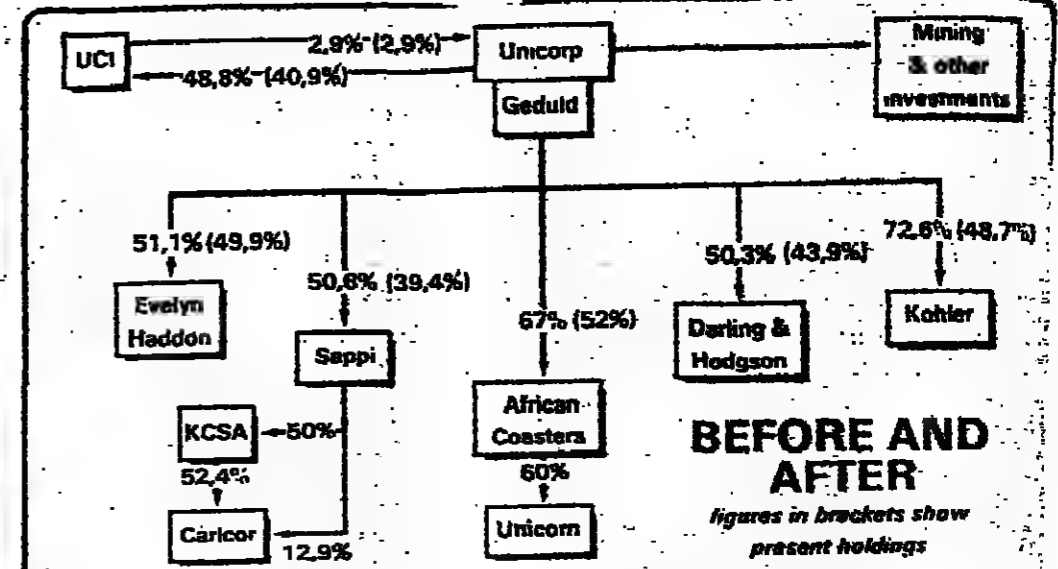 UCI
2,9% (2,9%)
48,8% (40,9%)
Unicorp
Geduld
Mining
& other
investments
51,1% (49,9%)
50,8% (39,4%)
67% (52%)
50,3% (43,9%)
72,6% (48,7%)
Evelyn
Haddon
Sappi
African
Coasters
Darling &
Hodgson
Kohler
KCSA
50%
52,4%
Carlcor
12,9%
60%
Unicorn
BEFORE AND
AFTER
figures in brackets show
present holdings